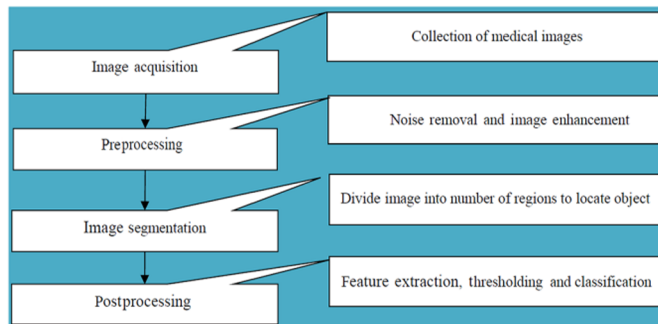 Image acquisition
Collection of medical images
Preprocessing
Noise removal and image enhancement
Image segmentation
Divide image into number of regions to locate object
Postprocessing
Feature extraction, thresholding and classification